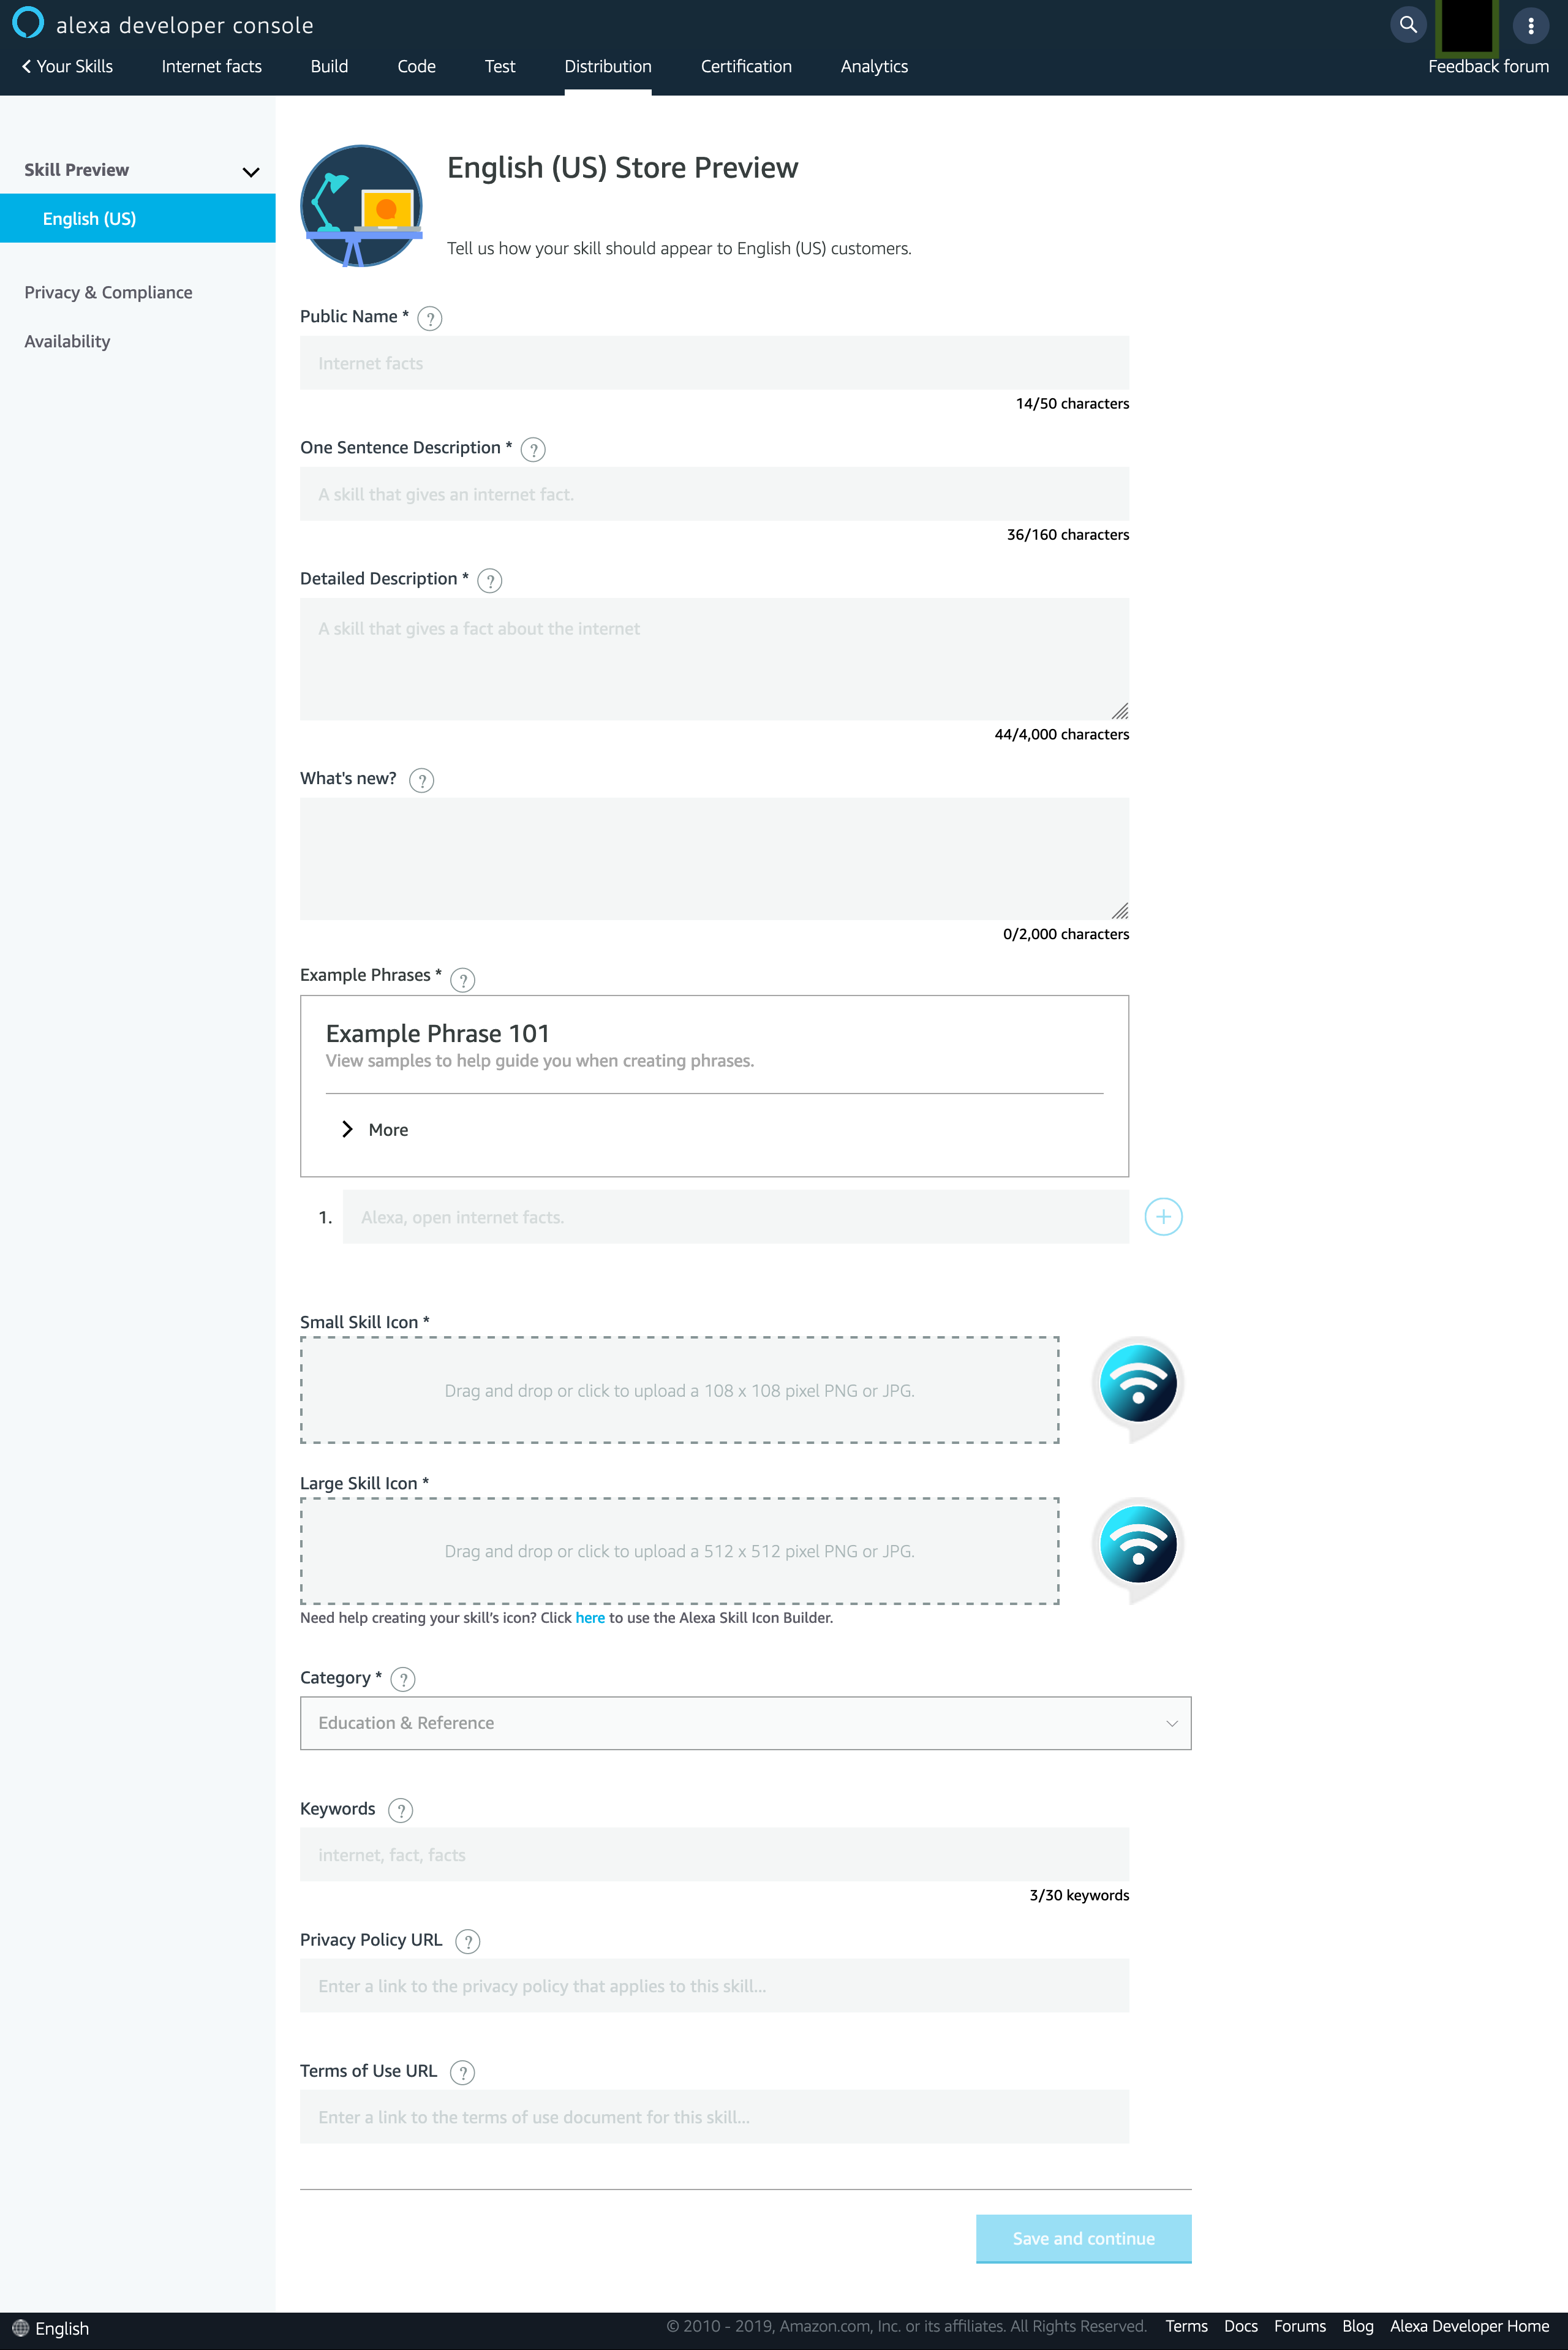 alexa developer console
Your Skills Internet facts Build Code Test Distribution Certification Analytics Feedback forum
Skill Preview
English (US)
Privacy & Compliance
Availability
English (US) Store Preview
Tell us how your skill should appear to English (US) customers.
Public Name * ?
Internet facts
14/50 characters
One Sentence Description * ?
A skill that gives an internet fact.
36/160 characters
Detailed Description * ?
A skill that gives a fact about the internet
44/4,000 characters
What's new? ?
0/2,000 characters
Example Phrases * ?
Example Phrase 101
View samples to help guide you when creating phrases.
More
1. Alexa, open internet facts.
Small Skill Icon *
Drag and drop or click to upload a 108 x 108 pixel PNG or JPG.
Large Skill Icon *
Drag and drop or click to upload a 512 x 512 pixel PNG or JPG.
Need help creating your skill's icon? Click here to use the Alexa Skill Icon Builder.
Category * ?
Education & Reference
Keywords ?
internet, fact, facts
3/30 keywords
Privacy Policy URL ?
Enter a link to the privacy policy that applies to this skill...
Terms of Use URL ?
Enter a link to the terms of use document for this skill...
Save and continue
English © 2010 - 2019, Amazon.com, Inc. or its affiliates. All Rights Reserved. Terms Docs Forums Blog Alexa Developer Home